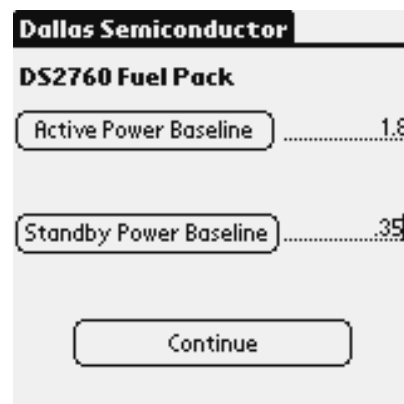 Dallas Semiconductor
DS2760 Fuel Pack
Active Power Baseline 1.8
Standby Power Baseline .35
Continue